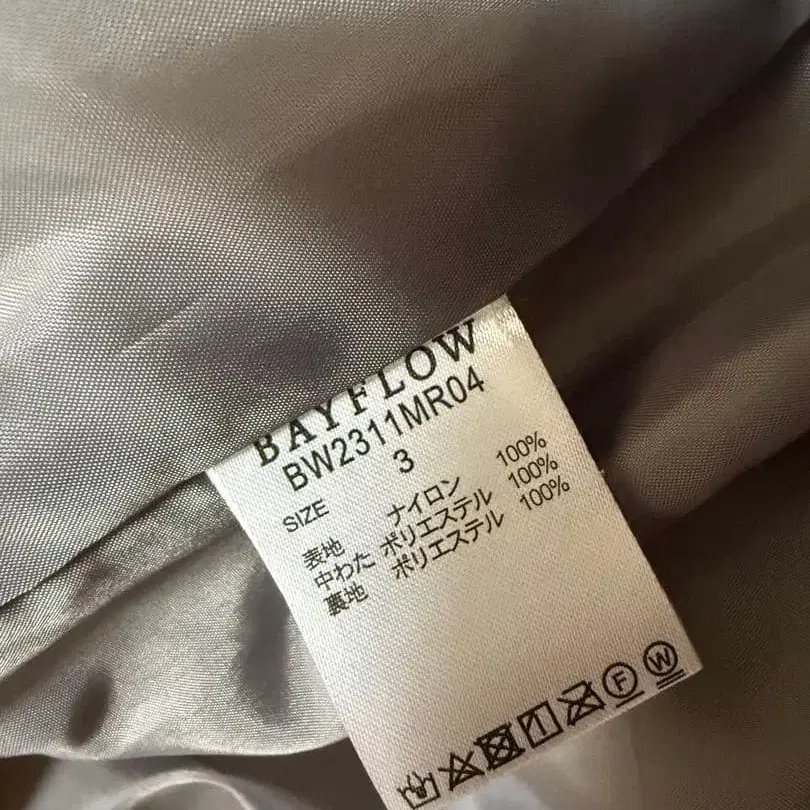 BAYFLOW
BW2311MR04
SIZE 3
表地 ナイロン 100%
中わた ポリエステル 100%
裏地 ポリエステル 100%
F W